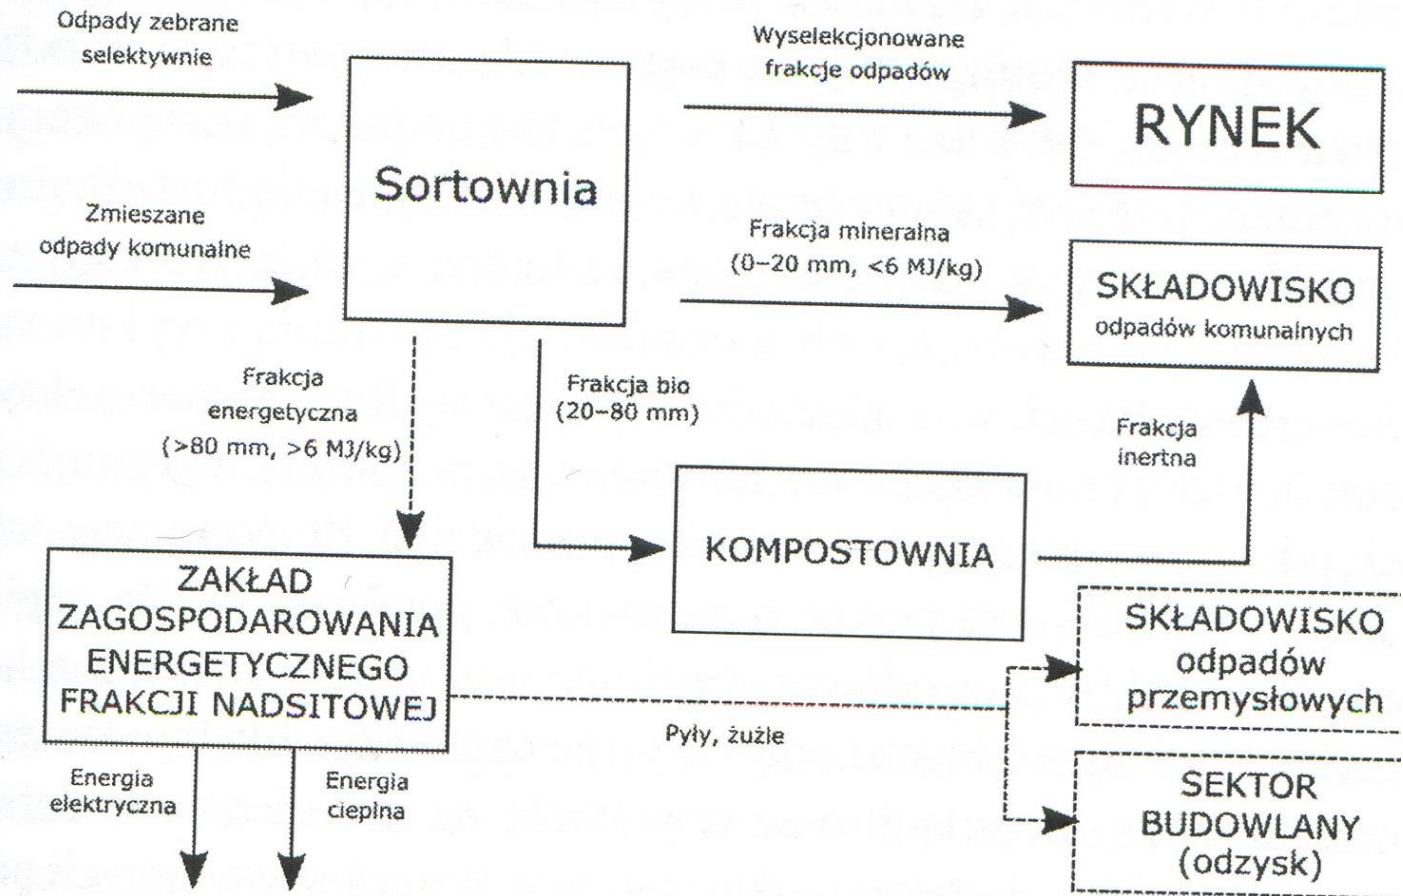 Odpady zebrane
selektywnie
Wyselekcjonowane
frakcje odpadów
RYNEK
Sortownia
Zmieszane
odpady komunalne
Frakcja mineralna
(0–20 mm, <6 MJ/kg)
SKŁADOWISKO
odpadów komunalnych
Frakcja
energetyczna
(>80 mm, >6 MJ/kg)
Frakcja bio
(20–80 mm)
Frakcja
inertna
KOMPOSTOWNIA
ZAKŁAD
ZAGOSPODAROWANIA
ENERGETYCZNEGO
FRAKCJI NADSITOWEJ
SKŁADOWISKO
odpadów
przemysłowych
Pyły, żużle
Energia
elektryczna
Energia
cieplna
SEKTOR
BUDOWLANY
(odzysk)